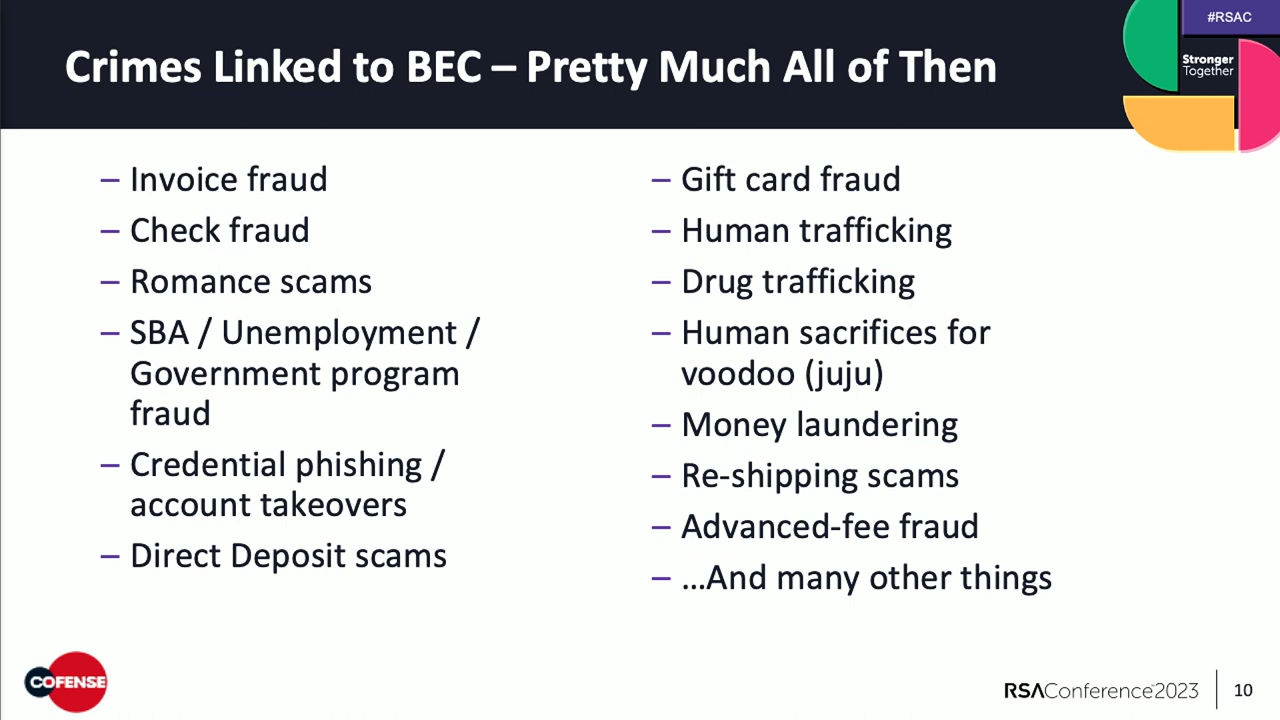 #RSAC
Stronger
Together
Crimes Linked to BEC – Pretty Much All of Then
– Invoice fraud
– Check fraud
– Romance scams
– SBA / Unemployment /
Government program
fraud
– Credential phishing /
account takeovers
– Direct Deposit scams
– Gift card fraud
– Human trafficking
– Drug trafficking
– Human sacrifices for
voodoo (juju)
– Money laundering
– Re-shipping scams
– Advanced-fee fraud
– …And many other things
COFENSE
RSAConference™2023
10